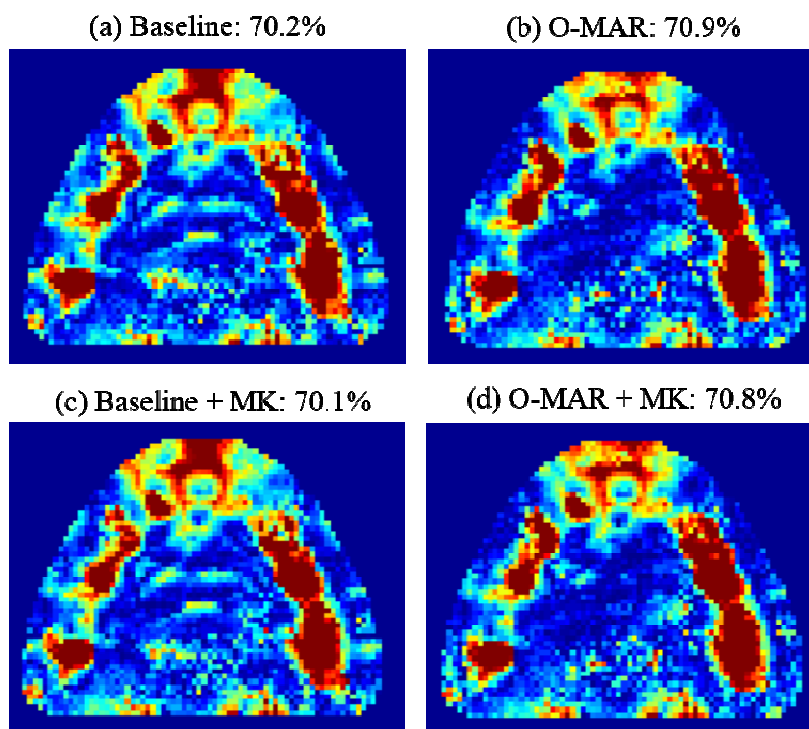 (a) Baseline: 70.2%
(b) O-MAR: 70.9%
(c) Baseline + MK: 70.1%
(d) O-MAR + MK: 70.8%